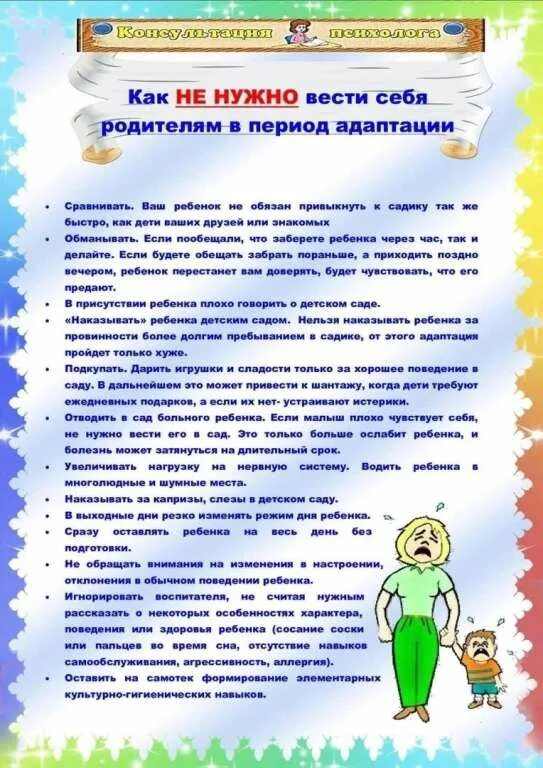 Консультация психолога
Как НЕ НУЖНО вести себя
родителям в период адаптации
• Сравнивать. Ваш ребенок не обязан привыкнуть к садику так же
быстро, как дети ваших друзей или знакомых
• Обманывать. Если пообещали, что заберете ребенка через час, так и
делайте. Если будете обещать забрать пораньше, а приходить поздно
вечером, ребенок перестанет вам доверять, будет чувствовать, что его
предают.
• В присутствии ребенка плохо говорить о детском саде.
• «Наказывать» ребенка детским садом. Нельзя наказывать ребенка за
провинности более долгим пребыванием в садике, от этого адаптация
пройдет только хуже.
• Подкупать. Дарить игрушки и сладости только за хорошее поведение в
саду. В дальнейшем это может привести к шантажу, когда дети требуют
ежедневных подарков, а если их нет- устраивают истерики.
• Отводить в сад больного ребенка. Если малыш плохо чувствует себя,
не нужно вести его в сад. Это только больше ослабит ребенка, и
болезнь может затянуться на длительный срок.
• Увеличивать нагрузку на нервную систему. Водить ребенка в
многолюдные и шумные места.
• Наказывать за капризы, слезы в детском саду.
• В выходные дни резко изменять режим дня ребенка.
• Сразу оставлять ребенка на весь день без
подготовки.
• Не обращать внимания на изменения в настроении,
отклонения в обычном поведении ребенка.
• Игнорировать воспитателя, не считая нужным
рассказать о некоторых особенностях характера,
поведения или здоровья ребенка (сосание соски
или пальцев во время сна, отсутствие навыков
самообслуживания, агрессивность, аллергия).
• Оставить на самотек формирование элементарных
культурно-гигиенических навыков.